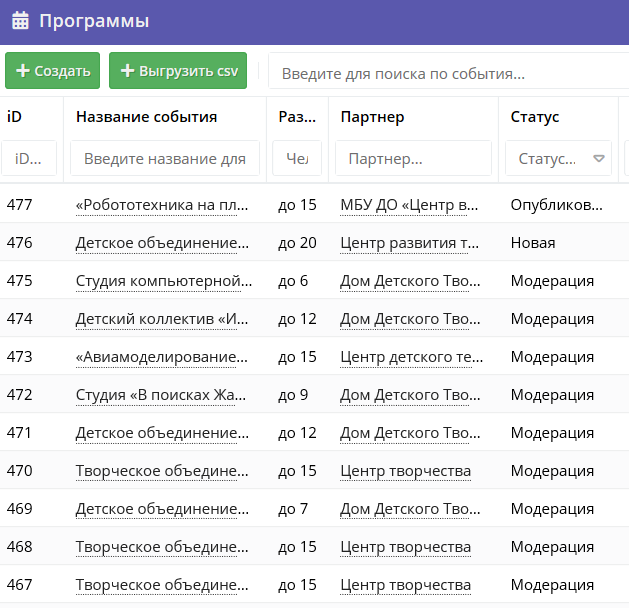 Программы
Создать Выгрузить csv Введите для поиска по события...
iD Название события Раз... Партнер Статус
iD... Введите название для Чел Партнер... Статус...
477 «Робототехника на пл... до 15 МБУ ДО «Центр в... Опубликов...
476 Детское объединение... до 20 Центр развития т... Новая
475 Студия компьютерной... до 6 Дом Детского Тво... Модерация
474 Детский коллектив «И... до 12 Дом Детского Тво... Модерация
473 «Авиамоделирование... до 15 Центр детского те... Модерация
472 Студия «В поисках Жа... до 9 Дом Детского Тво... Модерация
471 Детское объединение... до 12 Дом Детского Тво... Модерация
470 Творческое объедине... до 15 Центр творчества Модерация
469 Детское объединение... до 7 Дом Детского Тво... Модерация
468 Творческое объедине... до 15 Центр творчества Модерация
467 Творческое объедине... до 15 Центр творчества Модерация